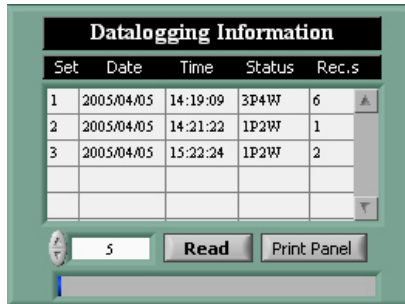 Datalogging Information
Set Date Time Status Rec.s
1 2005/04/05 14:19:09 3P4W 6
2 2005/04/05 14:21:22 1P2W 1
3 2005/04/05 15:22:24 1P2W 2
5 Read Print Panel